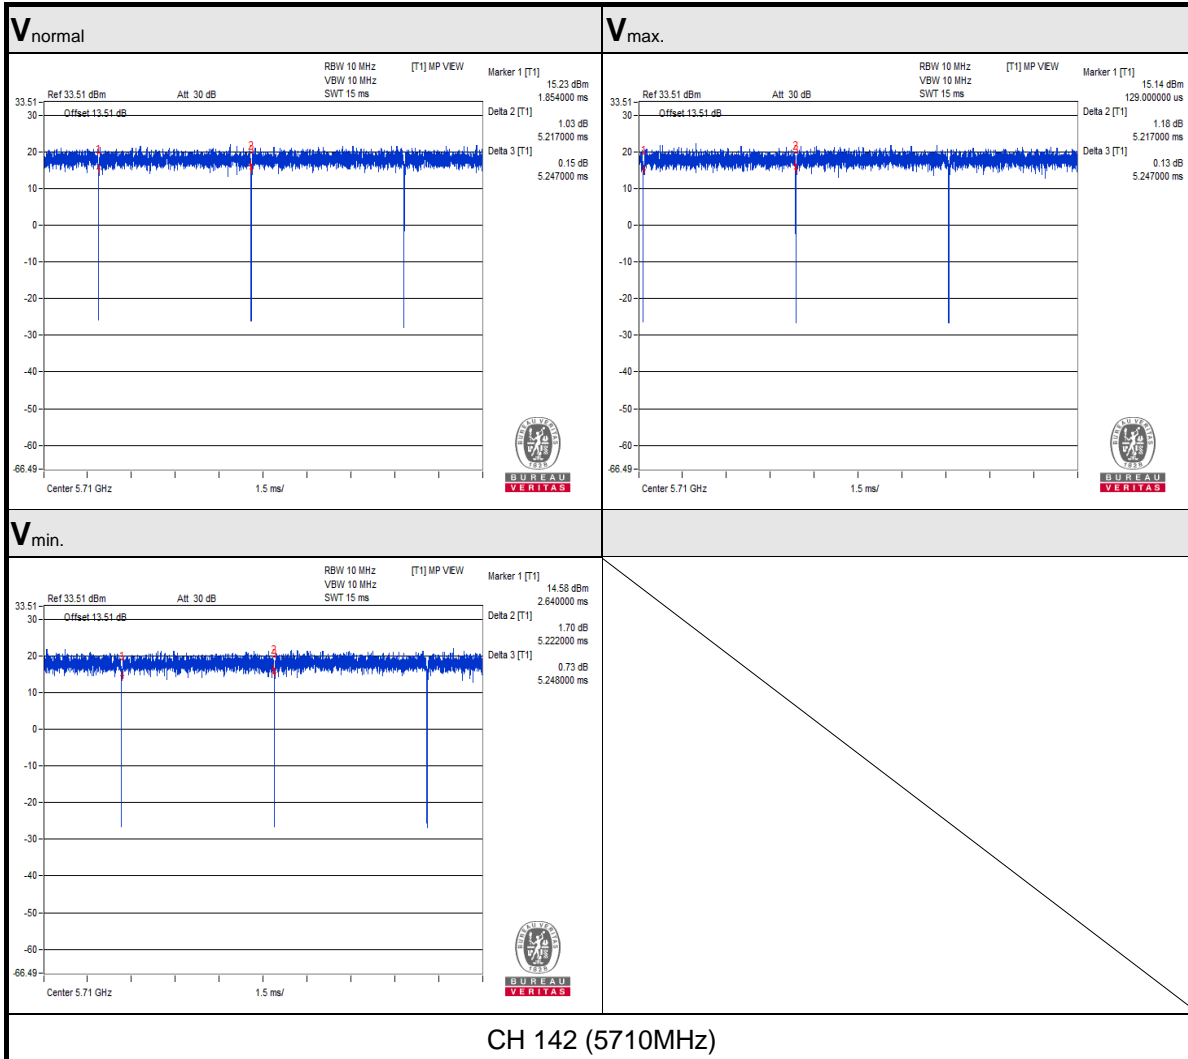 Vnormal
RBW 10 MHz [T1] MP VIEW
VBW 10 MHz
Ref 33.51 dBm Att 30 dB SWT 15 ms
Marker 1 [T1]
15.23 dBm
1.854000 ms
Delta 2 [T1]
1.03 dB
5.217000 ms
Delta 3 [T1]
0.15 dB
5.247000 ms
33.51
Offset 13.51 dB
30
20
10
0
-10
-20
-30
-40
-50
-60
-66.49
Center 5.71 GHz 1.5 ms/
BUREAU VERITAS
1828
BUREAU
VERITAS
Vmax.
RBW 10 MHz [T1] MP VIEW
VBW 10 MHz
Ref 33.51 dBm Att 30 dB SWT 15 ms
Marker 1 [T1]
15.14 dBm
129.000000 us
Delta 2 [T1]
1.18 dB
5.217000 ms
Delta 3 [T1]
0.13 dB
5.247000 ms
33.51
Offset 13.51 dB
30
20
10
0
-10
-20
-30
-40
-50
-60
-66.49
Center 5.71 GHz 1.5 ms/
BUREAU VERITAS
1828
BUREAU
VERITAS
Vmin.
RBW 10 MHz [T1] MP VIEW
VBW 10 MHz
Ref 33.51 dBm Att 30 dB SWT 15 ms
Marker 1 [T1]
14.58 dBm
2.640000 ms
Delta 2 [T1]
1.70 dB
5.222000 ms
Delta 3 [T1]
0.73 dB
5.248000 ms
33.51
Offset 13.51 dB
30
20
10
0
-10
-20
-30
-40
-50
-60
-66.49
Center 5.71 GHz 1.5 ms/
BUREAU VERITAS
1828
BUREAU
VERITAS
CH 142 (5710MHz)